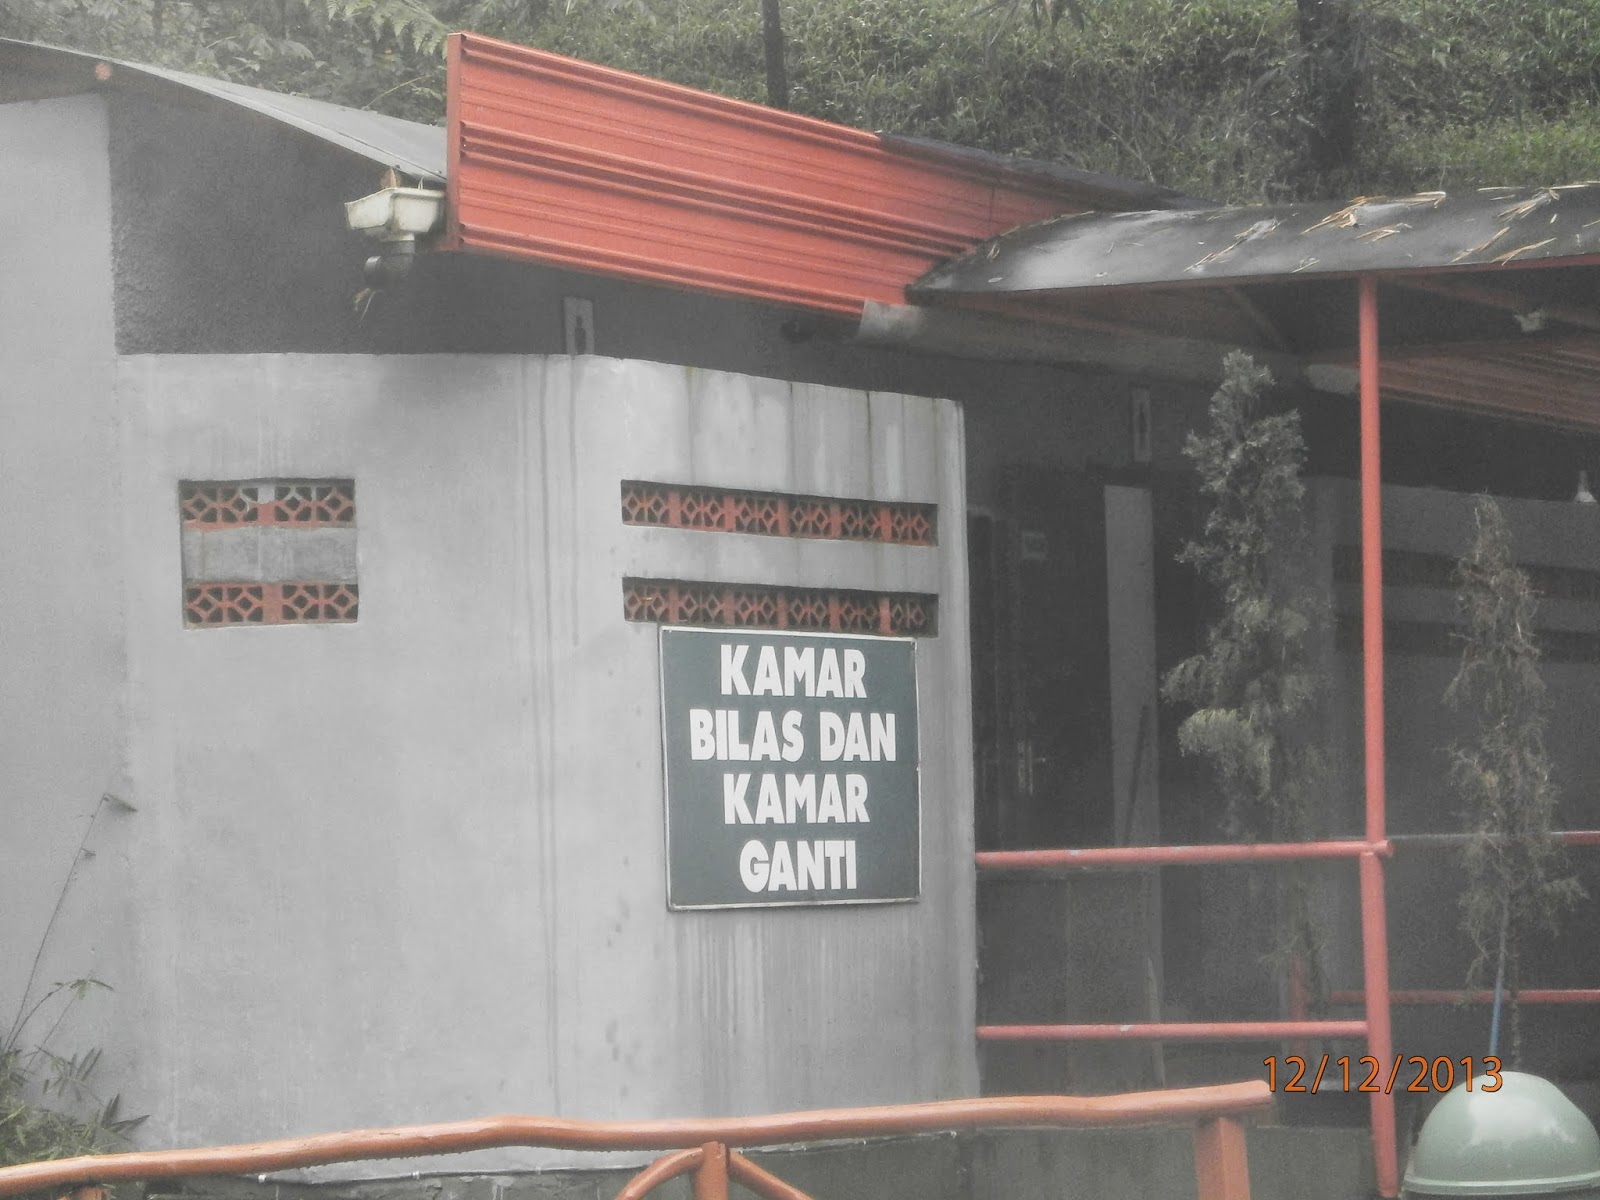 KAMAR
BILAS DAN
KAMAR
GANTI
12/12/2013